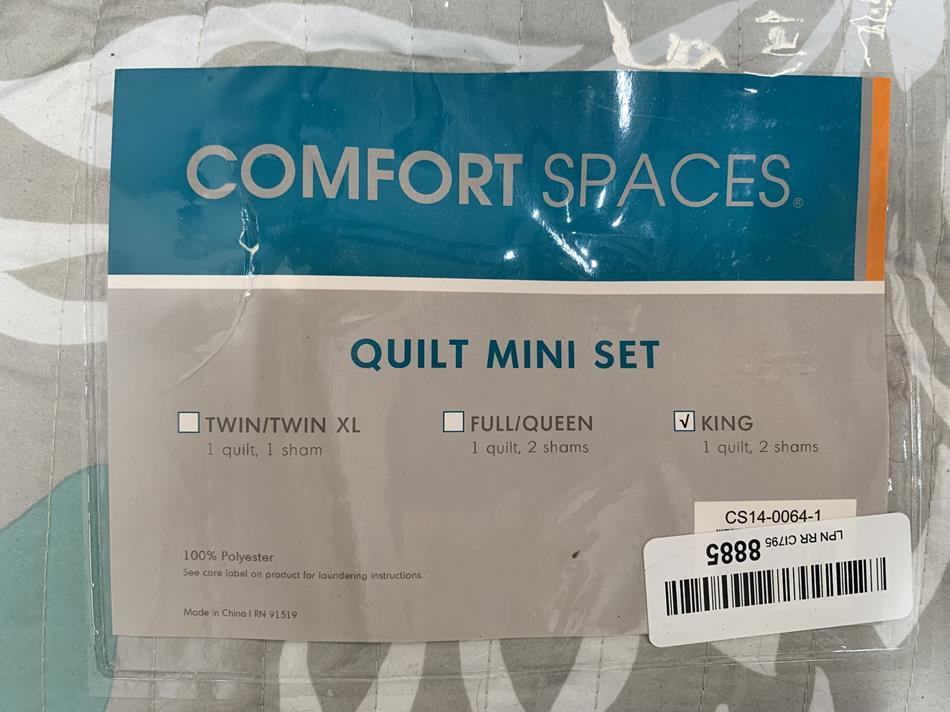 COMFORT SPACES®
QUILT MINI SET
TWIN/TWIN XL
1 quilt, 1 sham
FULL/QUEEN
1 quilt, 2 shams
√ KING
1 quilt, 2 shams
CS14-0064-1
LPN RR CI795 8885
100% Polyester
See care label on product for laundering instructions.
Made in China | RN 91519